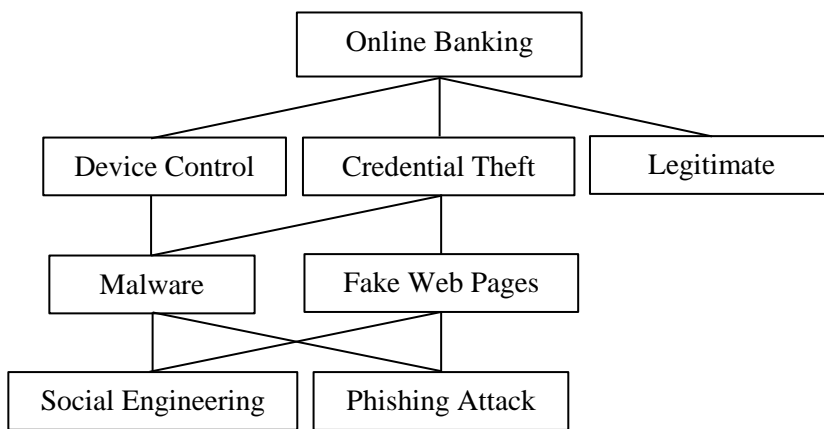 Online Banking
Device Control
Credential Theft
Legitimate
Malware
Fake Web Pages
Social Engineering
Phishing Attack